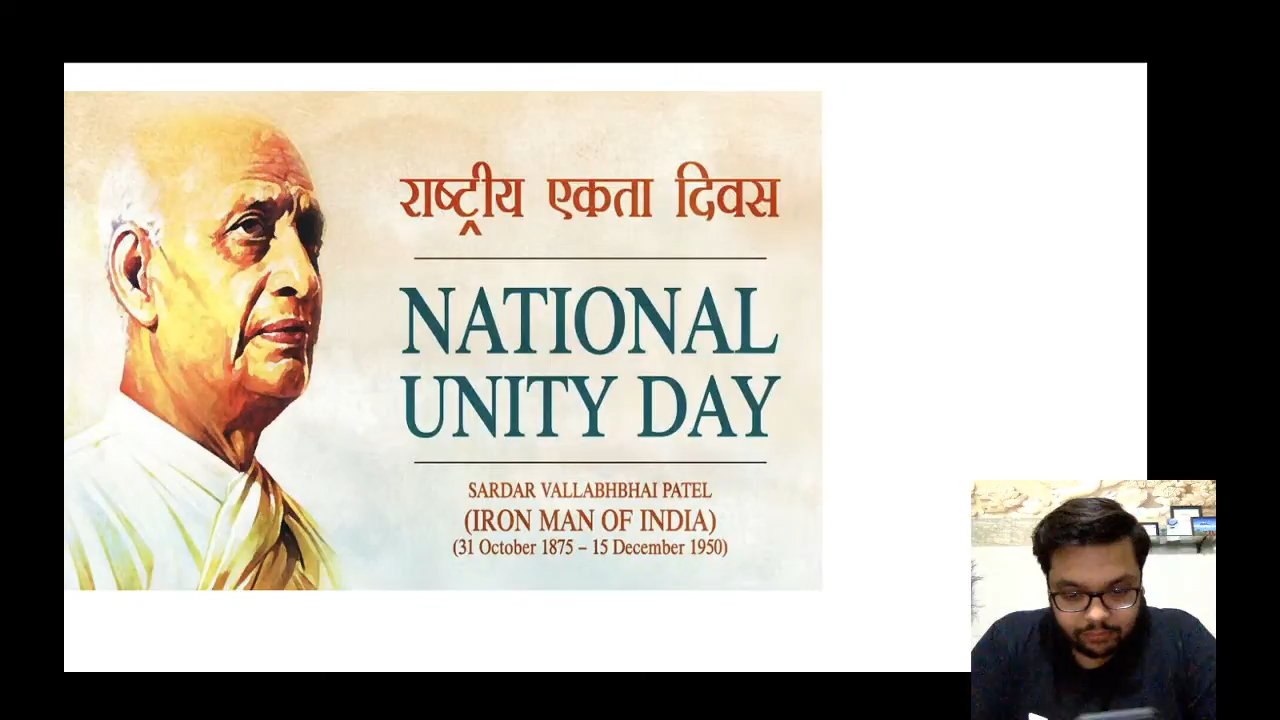 राष्ट्रीय एकता दिवस
NATIONAL
UNITY DAY
SARDAR VALLABHBHAI PATEL
(IRON MAN OF INDIA)
(31 October 1875 – 15 December 1950)